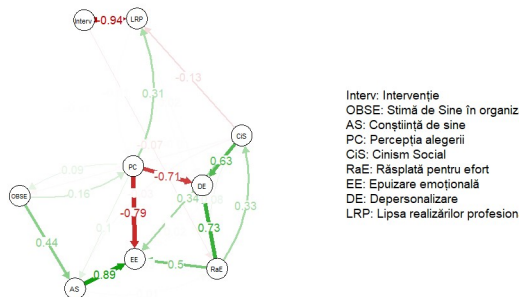 Interv
-0.94
LRP
0.31
-0.13
0.07
CiS
PC
-0.71
0.63
DE
0.09
0.16
OBSE
-0.79
0.34
0.33
0.1
0.73
0.44
EE
0.5
RaE
0.89
AS
Interv: Intervenție
OBSE: Stimă de Sine în organiz
AS: Conștiință de sine
PC: Percepția alegerii
CiS: Cinism Social
RaE: Răsplată pentru efort
EE: Epuizare emoțională
DE: Depersonalizare
LRP: Lipsa realizărilor profesion